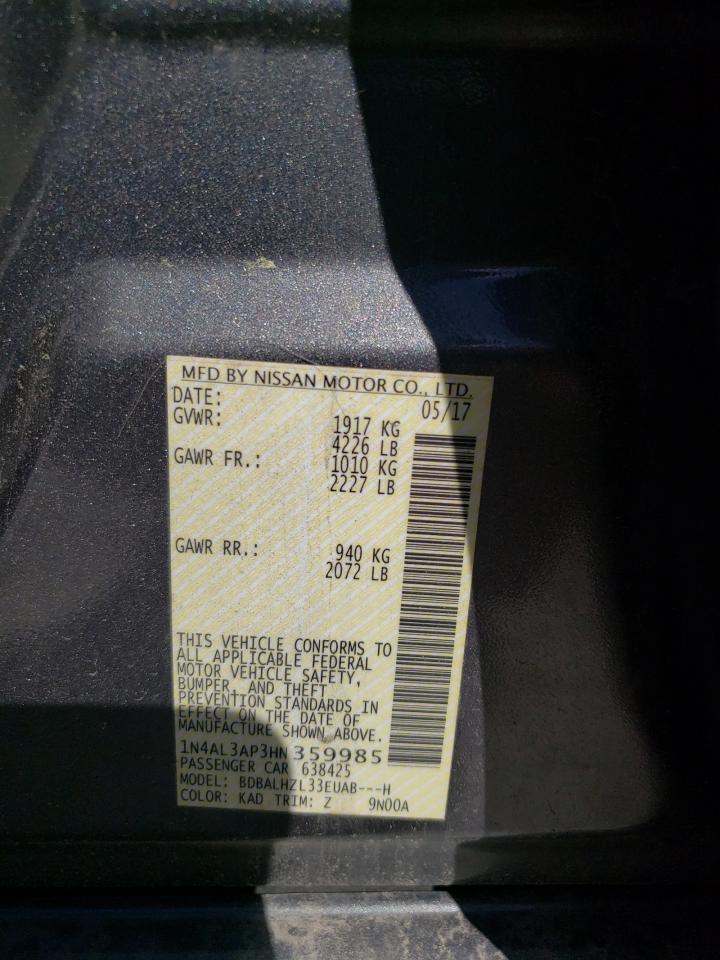 MFD BY NISSAN MOTOR CO., LTD.
DATE: 05/17
GVWR: 1917 KG
4226 LB
GAWR FR.: 1010 KG
2227 LB
GAWR RR.: 940 KG
2072 LB
THIS VEHICLE CONFORMS TO
ALL APPLICABLE FEDERAL
MOTOR VEHICLE SAFETY,
BUMPER, AND THEFT
PREVENTION STANDARDS IN
EFFECT ON THE DATE OF
MANUFACTURE SHOWN ABOVE.
1N4AL3AP3HN359985
PASSENGER CAR 638425
MODEL: BDBALHZL33EUAB---H
COLOR: KAD TRIM: Z 9N00A